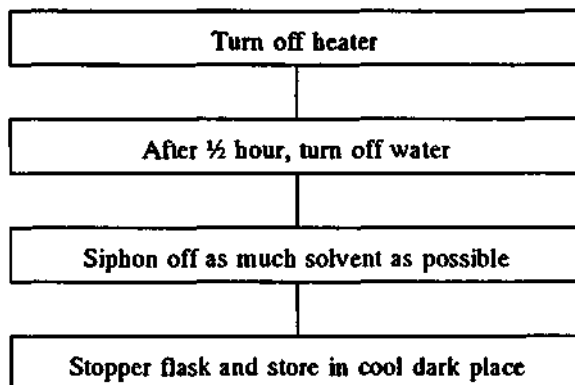 Turn off heater
After ½ hour, turn off water
Siphon off as much solvent as possible
Stopper flask and store in cool dark place